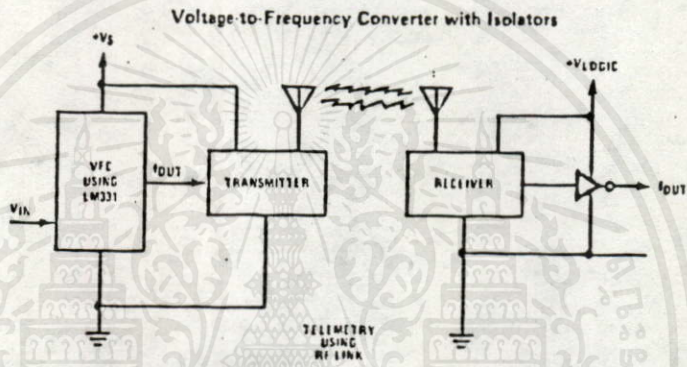 Voltage-to-Frequency Converter with Isolators
+VS
+VLOGIC
VFC
USING
LM331
fOUT
TRANSMITTER
RECEIVER
fOUT
VIN
TELEMETRY
USING
RF LINK